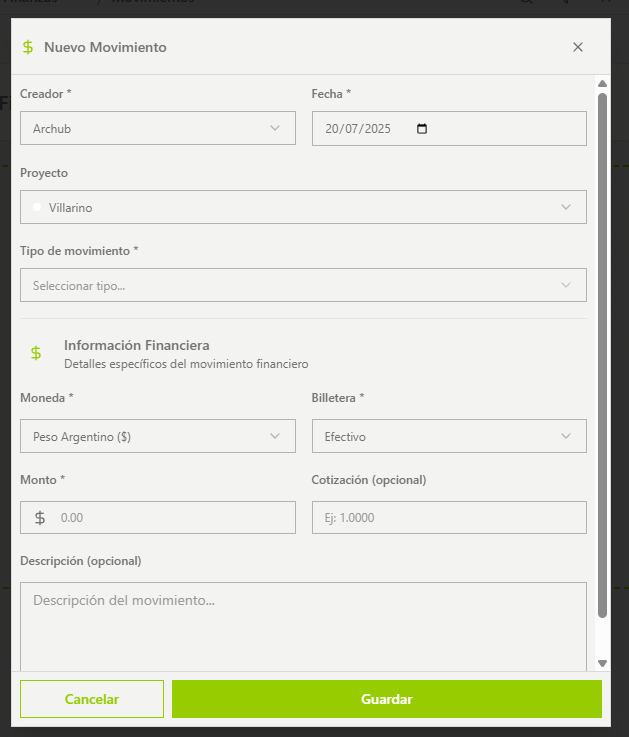 Nuevo Movimiento
Creador *
Fecha *
Archub
20/07/2025
Proyecto
Villarino
Tipo de movimiento *
Seleccionar tipo...
$ Información Financiera
Detalles específicos del movimiento financiero
Moneda *
Billetera *
Peso Argentino ($)
Efectivo
Monto *
Cotización (opcional)
$ 0.00
Ej: 1.0000
Descripción (opcional)
Descripción del movimiento...
Cancelar
Guardar